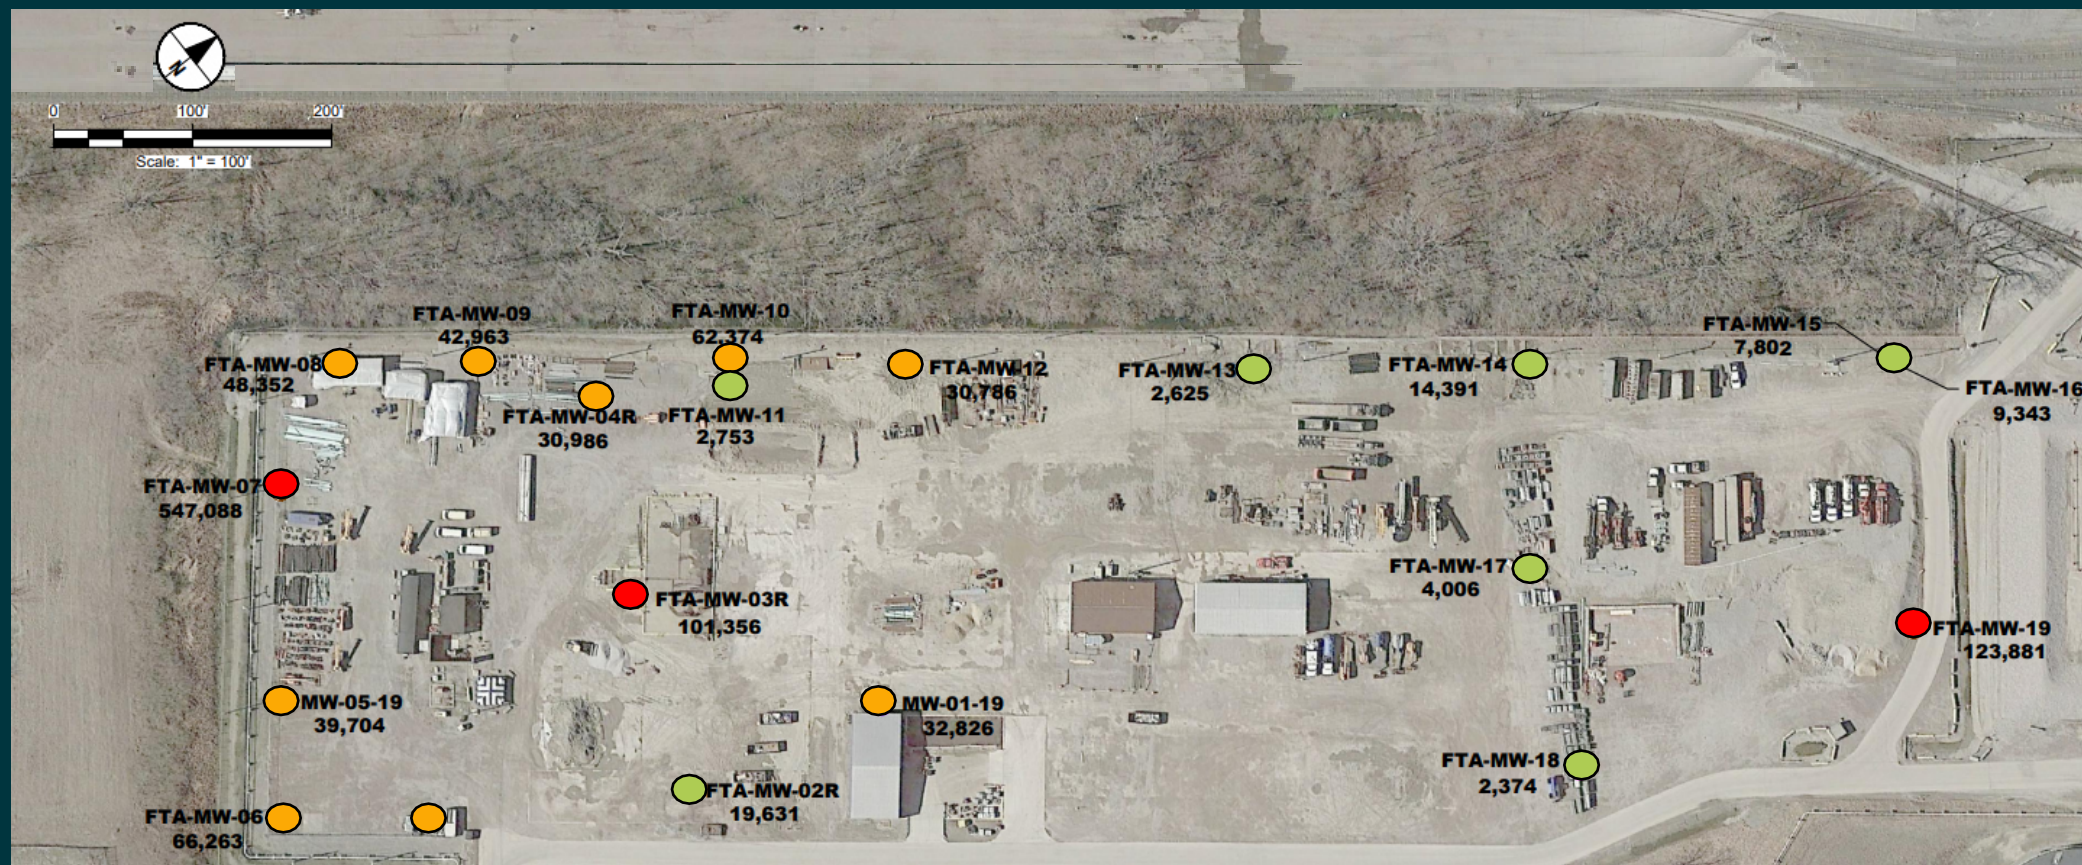 N
0 100' 200'
Scale: 1" = 100'
FTA-MW-09
42,963
FTA-MW-10
62,374
FTA-MW-15
7,802
FTA-MW-08
48,352
FTA-MW-12
30,786
FTA-MW-13
2,625
FTA-MW-14
14,391
FTA-MW-16
9,343
FTA-MW-04R
30,986
FTA-MW-11
2,753
FTA-MW-07
547,088
FTA-MW-17
4,006
FTA-MW-03R
101,356
FTA-MW-19
123,881
MW-05-19
39,704
MW-01-19
32,826
FTA-MW-18
2,374
FTA-MW-02R
19,631
FTA-MW-06
66,263